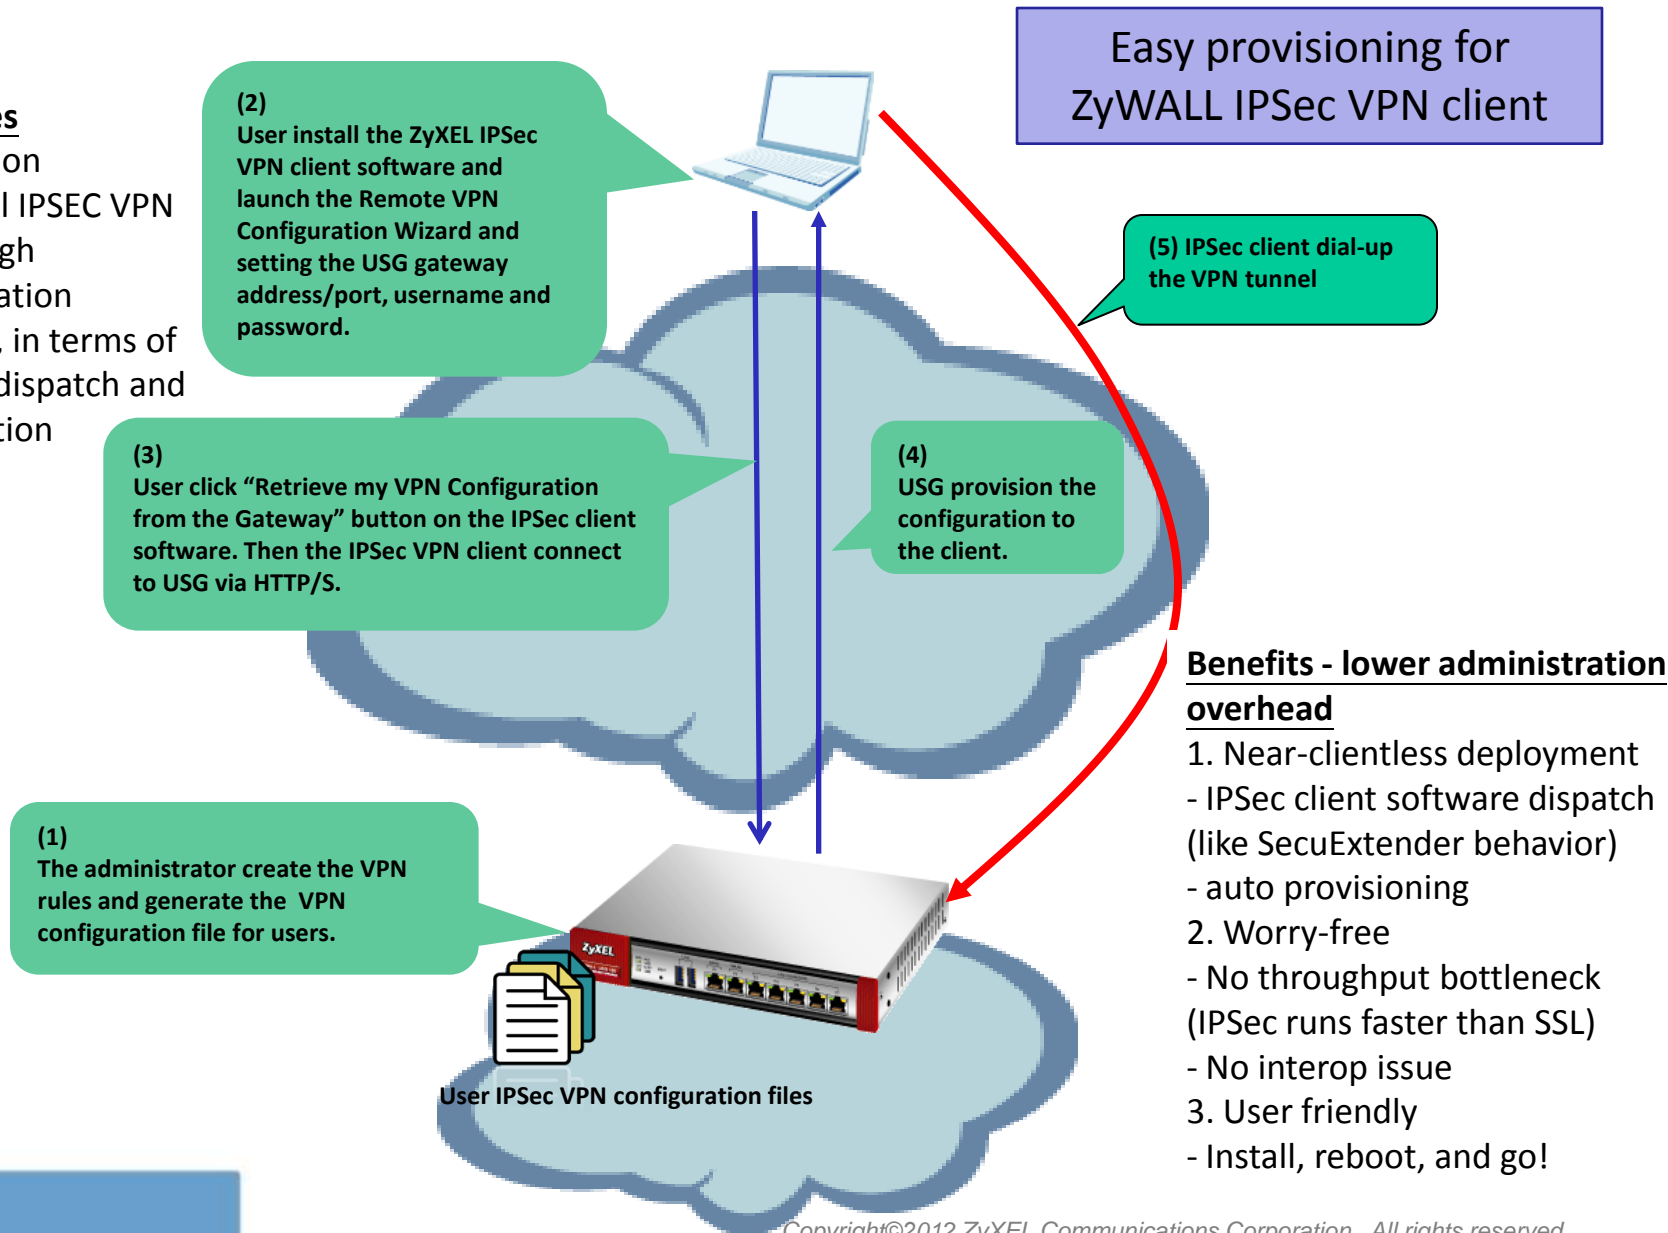 Easy provisioning for
ZyWALL IPSec VPN client
IPSEC VPN
, in terms of
dispatch and
(2)
User install the ZyXEL IPSec
VPN client software and
launch the Remote VPN
Configuration Wizard and
setting the USG gateway
address/port, username and
password.
(5) IPSec client dial-up
the VPN tunnel
(3)
User click “Retrieve my VPN Configuration
from the Gateway” button on the IPSec client
software. Then the IPSec VPN client connect
to USG via HTTP/S.
(4)
USG provision the
configuration to
the client.
(1)
The administrator create the VPN
rules and generate the VPN
configuration file for users.
ZyXEL
User IPSec VPN configuration files
Benefits - lower administration
overhead
1. Near-clientless deployment
- IPSec client software dispatch
(like SecuExtender behavior)
- auto provisioning
2. Worry-free
- No throughput bottleneck
(IPSec runs faster than SSL)
- No interop issue
3. User friendly
- Install, reboot, and go!
Copyright©2012 ZyXEL Communications Corporation. All rights reserved